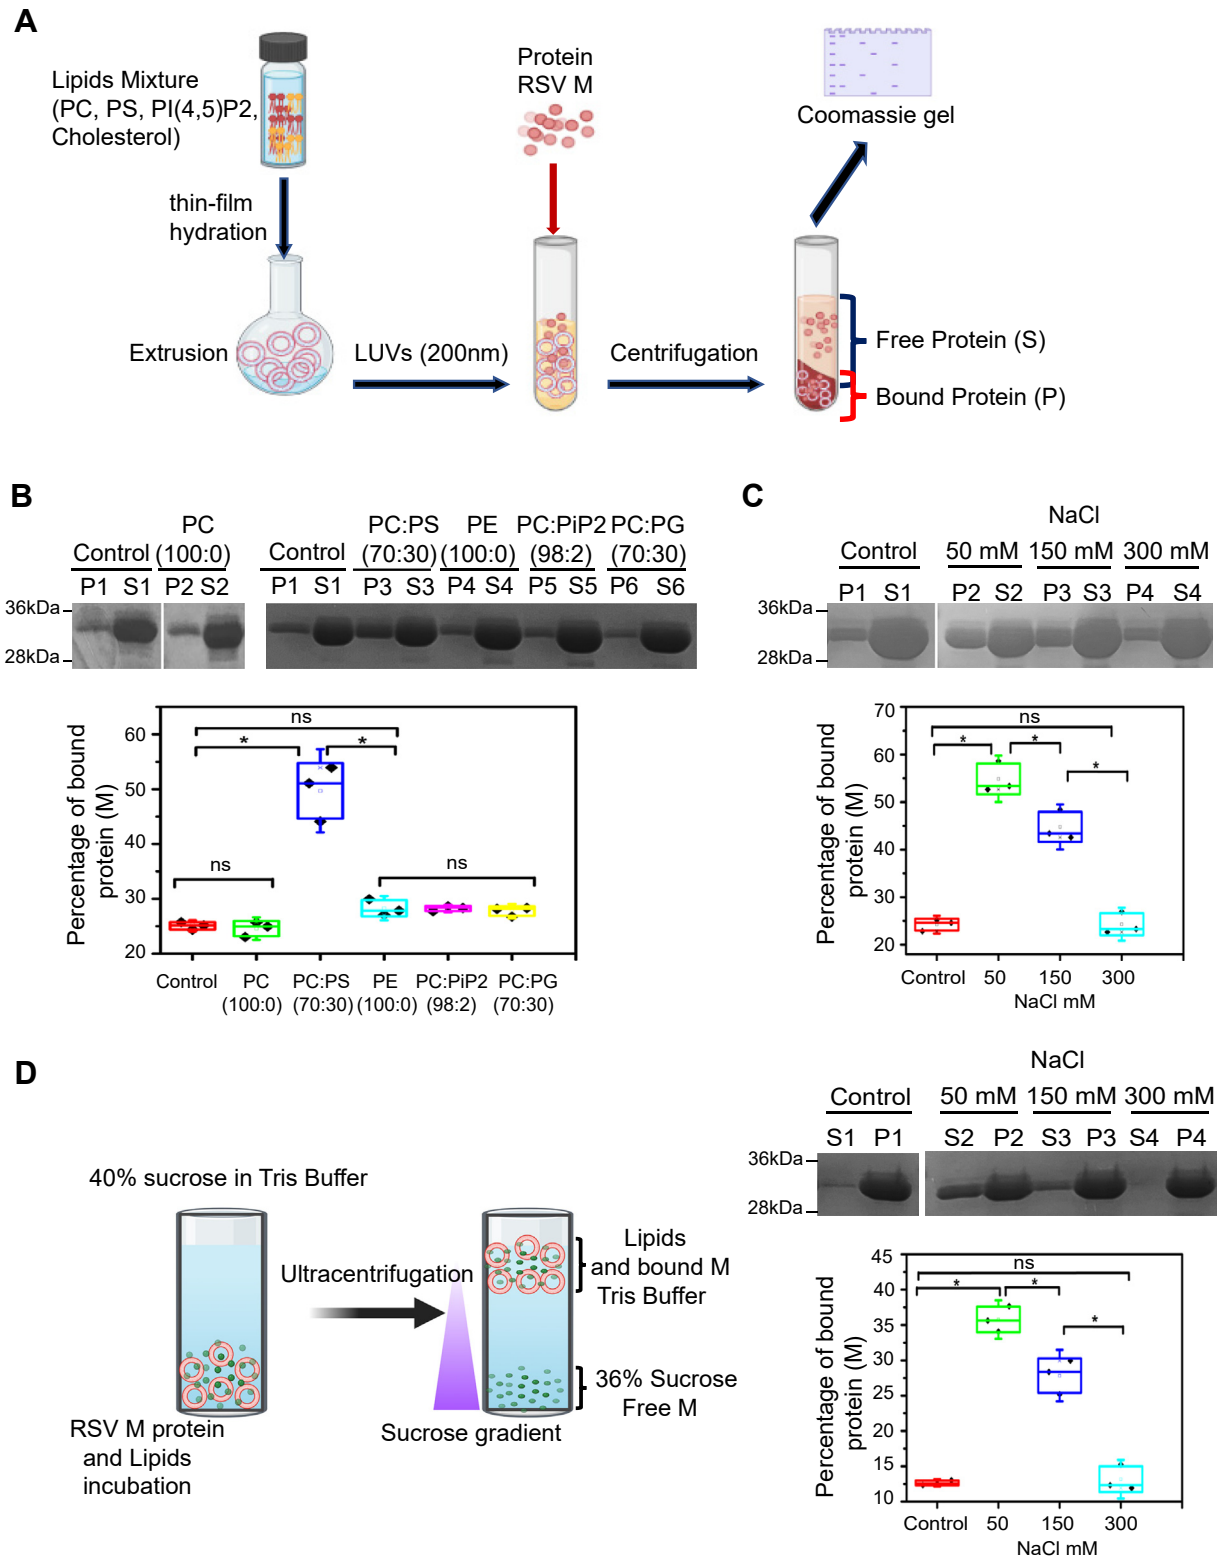 A
Lipids Mixture
(PC, PS, PI(4,5)P2,
Cholesterol)
thin-film
hydration
Extrusion
LUVs (200nm)
Protein
RSV M
Centrifugation
Coomassie gel
Free Protein (S)
Bound Protein (P)
B
PC PC:PS PE PC:PiP2 PC:PG
Control (100:0) Control (70:30) (100:0) (98:2) (70:30)
P1 S1 P2 S2 P1 S1 P3 S3 P4 S4 P5 S5 P6 S6
36kDa
28kDa
Percentage of bound
protein (M)
60
50
40
30
20
ns
* *
ns
ns
Control PC PC:PS PE PC:PiP2 PC:PG
(100:0) (70:30) (100:0) (98:2) (70:30)
C
NaCl
Control 50 mM 150 mM 300 mM
P1 S1 P2 S2 P3 S3 P4 S4
36kDa
28kDa
Percentage of bound
protein (M)
70
60
50
40
30
20
ns
* *
*
Control 50 150 300
NaCl mM
D
40% sucrose in Tris Buffer
Ultracentrifugation
RSV M protein
and Lipids
incubation
Sucrose gradient
Lipids
and bound M
Tris Buffer
36% Sucrose
Free M
NaCl
Control 50 mM 150 mM 300 mM
S1 P1 S2 P2 S3 P3 S4 P4
36kDa
28kDa
Percentage of bound
protein (M)
45
40
35
30
25
20
15
10
ns
* *
*
Control 50 150 300
NaCl mM